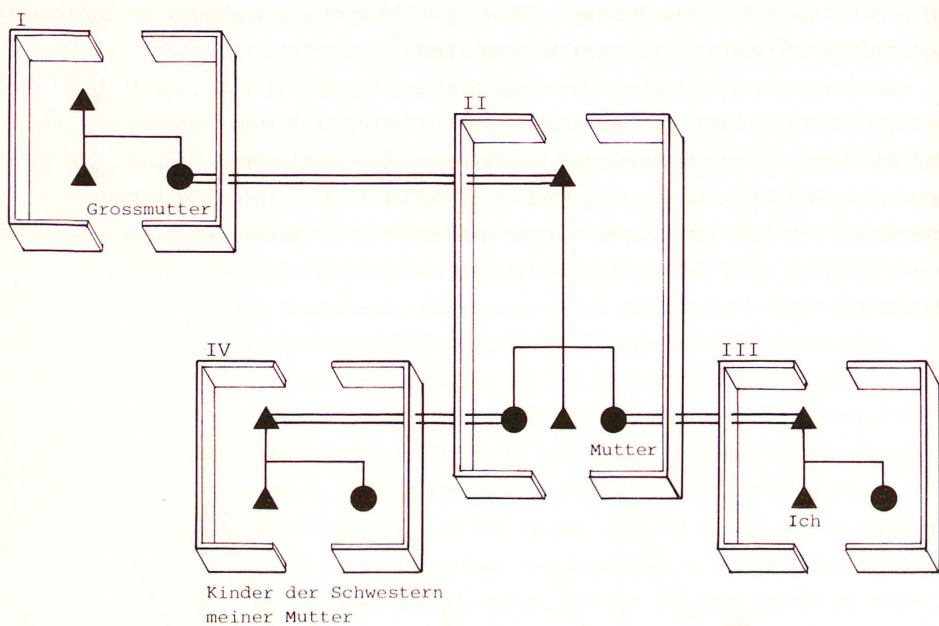 I
Grossmutter
II
IV
III
Mutter
Ich
Kinder der Schwestern
meiner Mutter